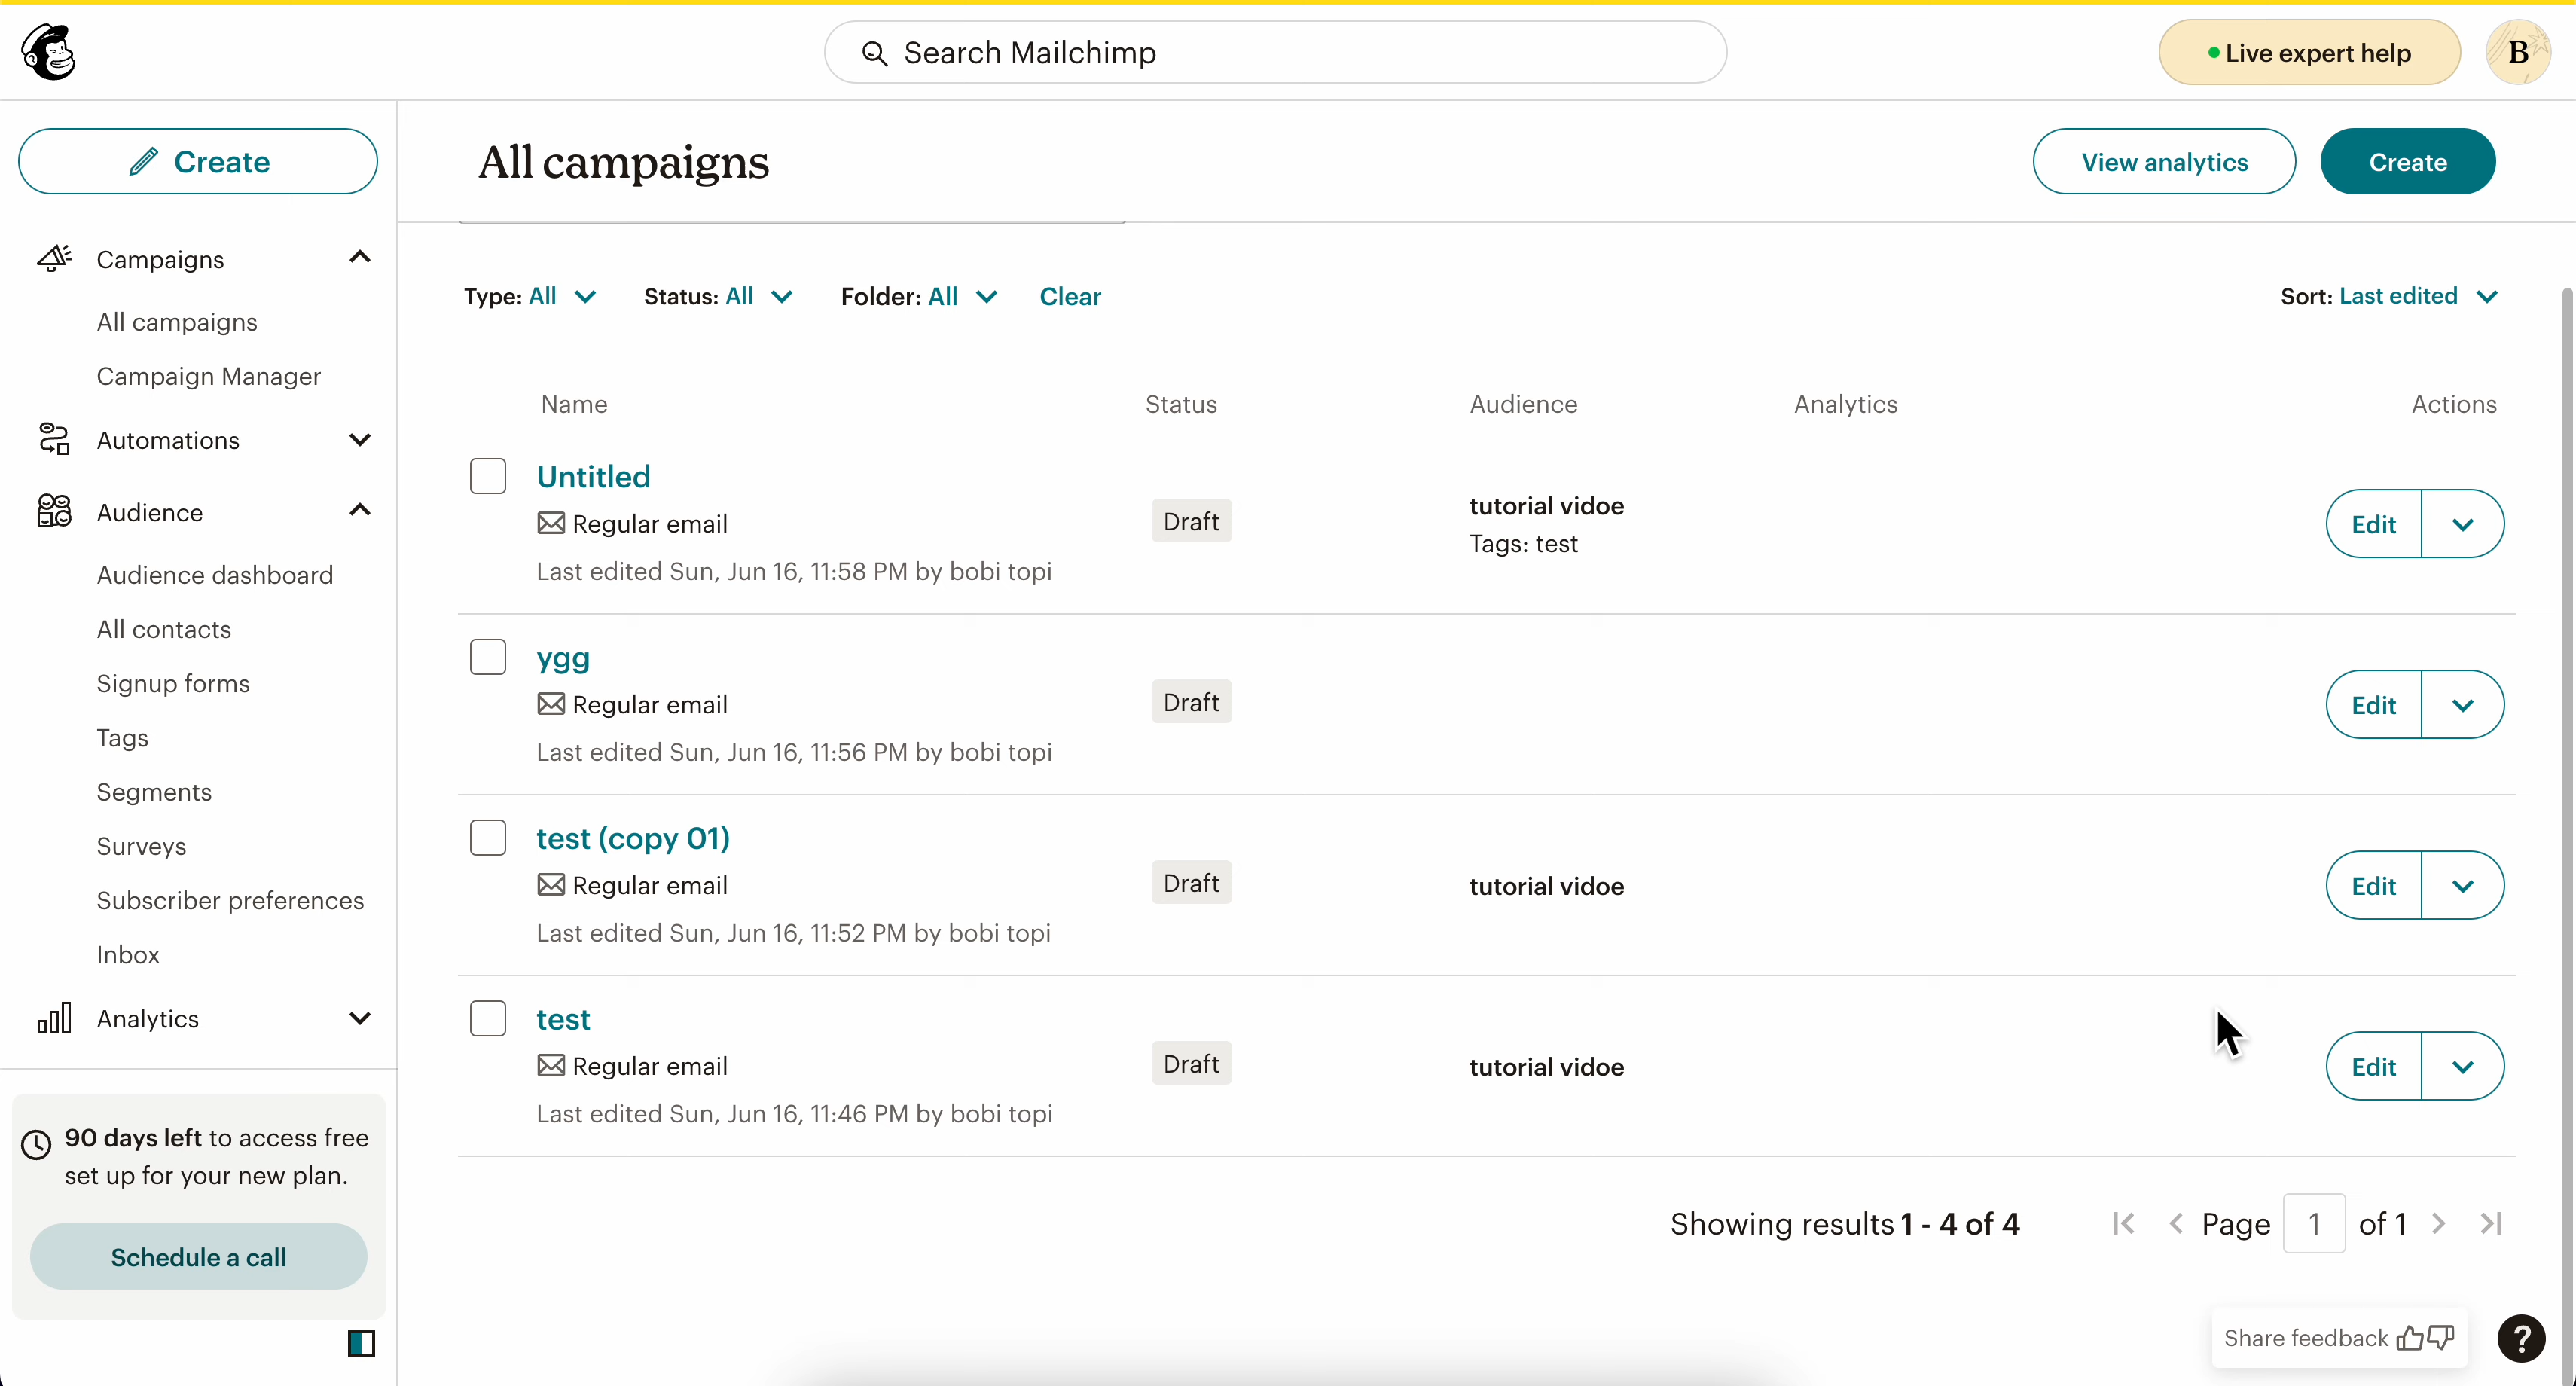 Search Mailchimp
Live expert help
B
Create
Campaigns
All campaigns
Campaign Manager
Automations
Audience
Audience dashboard
All contacts
Signup forms
Tags
Segments
Surveys
Subscriber preferences
Inbox
Analytics
90 days left to access free
set up for your new plan.
Schedule a call
All campaigns
View analytics
Create
Type: All
Status: All
Folder: All
Clear
Sort: Last edited
Name
Status
Audience
Analytics
Actions
Untitled
Regular email
Last edited Sun, Jun 16, 11:58 PM by bobi topi
Draft
tutorial vidoe
Tags: test
Edit
ygg
Regular email
Last edited Sun, Jun 16, 11:56 PM by bobi topi
Draft
Edit
test (copy 01)
Regular email
Last edited Sun, Jun 16, 11:52 PM by bobi topi
Draft
tutorial vidoe
Edit
test
Regular email
Last edited Sun, Jun 16, 11:46 PM by bobi topi
Draft
tutorial vidoe
Edit
Showing results 1 - 4 of 4
Page 1 of 1
Share feedback
?